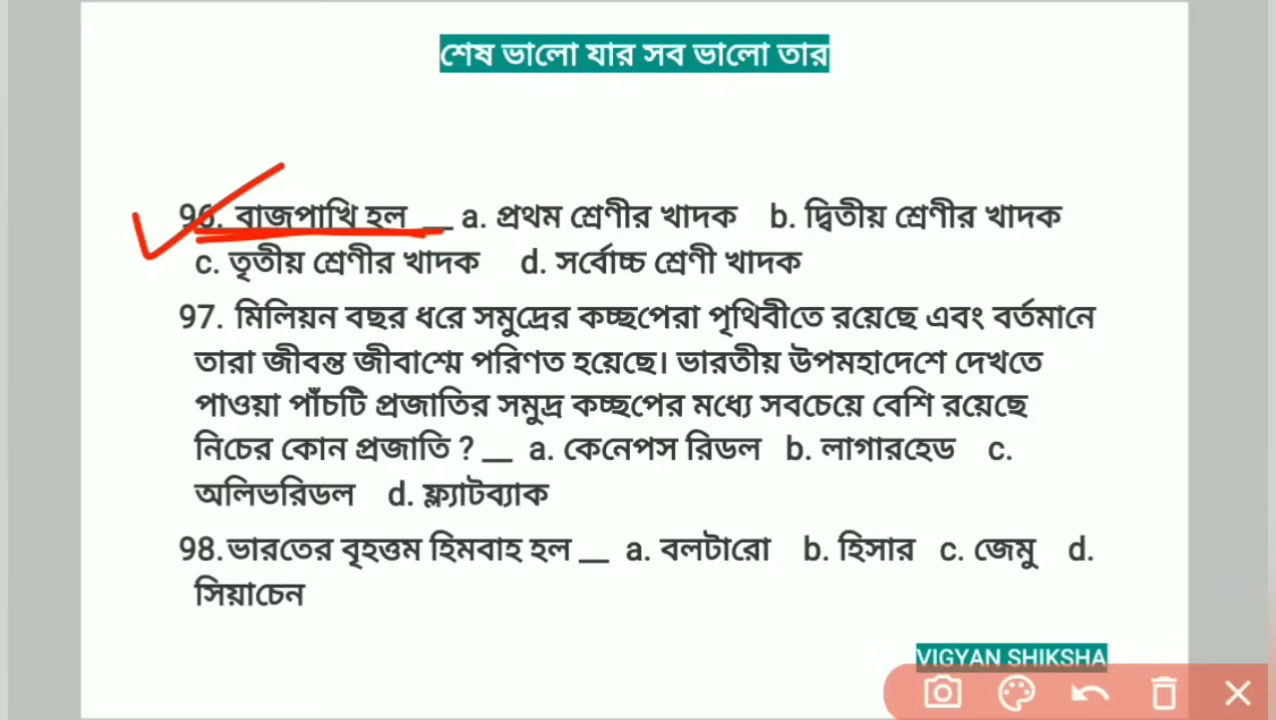 শেষ ভালো যার সব ভালো তার
96. বাজপাখি হল __ a. প্রথম শ্রেণীর খাদক b. দ্বিতীয় শ্রেণীর খাদক
c. তৃতীয় শ্রেণীর খাদক d. সর্বোচ্চ শ্রেণী খাদক
97. মিলিয়ন বছর ধরে সমুদ্রের কচ্ছপেরা পৃথিবীতে রয়েছে এবং বর্তমানে
তারা জীবন্ত জীবাশ্মে পরিণত হয়েছে। ভারতীয় উপমহাদেশে দেখতে
পাওয়া পাঁচটি প্রজাতির সমুদ্র কচ্ছপের মধ্যে সবচেয়ে বেশি রয়েছে
নিচের কোন প্রজাতি ? __ a. কেনেপস রিডল b. লাগারহেড c.
অলিভরিডল d. ফ্ল্যাটব্যাক
98. ভারতের বৃহত্তম হিমবাহ হল __ a. বলটারো b. হিসার c. জেমু d.
সিয়াচেন
VIGYAN SHIKSHA